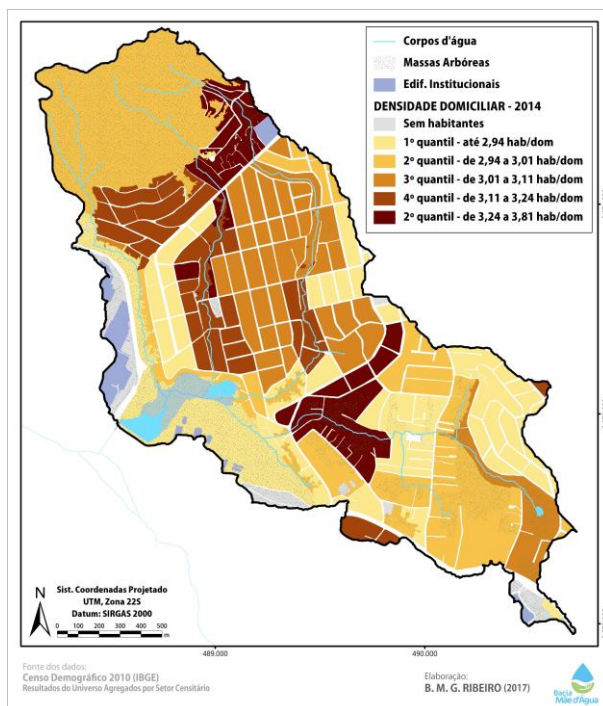 Corpos d'água
Massas Arbóreas
Edif. Institucionais
DENSIDADE DOMICILIAR - 2014
Sem habitantes
1º quantil - até 2,94 hab/dom
2º quantil - de 2,94 a 3,01 hab/dom
3º quantil - de 3,01 a 3,11 hab/dom
4º quantil - de 3,11 a 3,24 hab/dom
2º quantil - de 3,24 a 3,81 hab/dom
N
Sist. Coordenadas Projetado
UTM, Zona 22S
Datum: SIRGAS 2000
0 100 200 300 400 500
m
489.000 490.000
Fonte dos dados:
Censo Demográfico 2010 (IBGE)
Resultados do Universo Agregados por Setor Censitário
Elaboração:
B. M. G. RIBEIRO (2017)
Bacia
Mãe d'Água